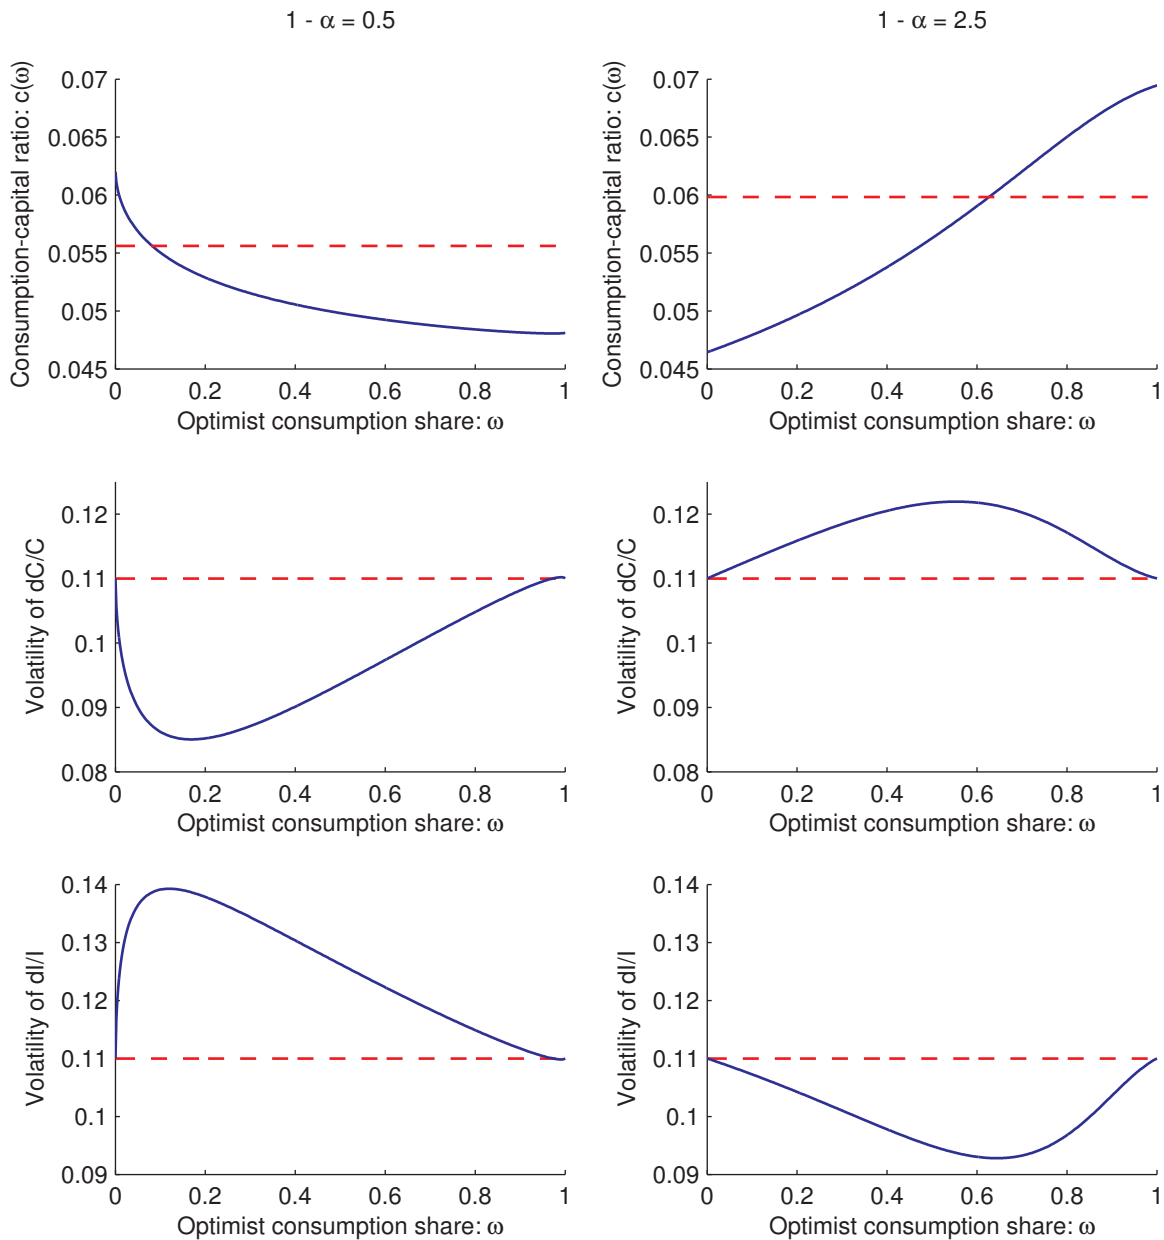 1 - α = 0.5
1 - α = 2.5
Consumption-capital ratio: c(ω)
0.07
0.065
0.06
0.055
0.05
0.045
0 0.2 0.4 0.6 0.8 1
Optimist consumption share: ω
Consumption-capital ratio: c(ω)
0.07
0.065
0.06
0.055
0.05
0.045
0 0.2 0.4 0.6 0.8 1
Optimist consumption share: ω
Volatility of dC/C
0.12
0.11
0.1
0.09
0.08
0 0.2 0.4 0.6 0.8 1
Optimist consumption share: ω
Volatility of dC/C
0.12
0.11
0.1
0.09
0.08
0 0.2 0.4 0.6 0.8 1
Optimist consumption share: ω
Volatility of dI/I
0.14
0.13
0.12
0.11
0.1
0.09
0 0.2 0.4 0.6 0.8 1
Optimist consumption share: ω
Volatility of dI/I
0.14
0.13
0.12
0.11
0.1
0.09
0 0.2 0.4 0.6 0.8 1
Optimist consumption share: ω